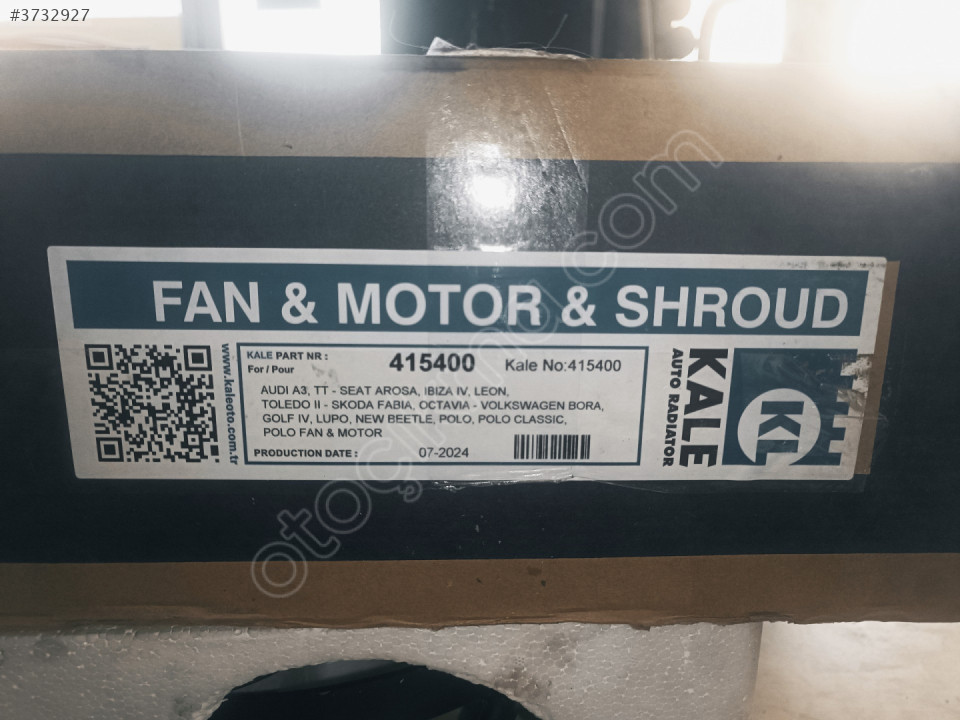 #3732927
FAN & MOTOR & SHROUD
www.kaleoto.com.tr
KALE PART NR :
For / Pour
415400
Kale No:415400
AUDI A3, TT - SEAT AROSA, IBIZA IV, LEON,
TOLEDO II - SKODA FABIA, OCTAVIA - VOLKSWAGEN BORA,
GOLF IV, LUPO, NEW BEETLE, POLO, POLO CLASSIC,
POLO FAN & MOTOR
PRODUCTION DATE :
07-2024
KALE
AUTO RADIATOR
KL
otoçıkma.com